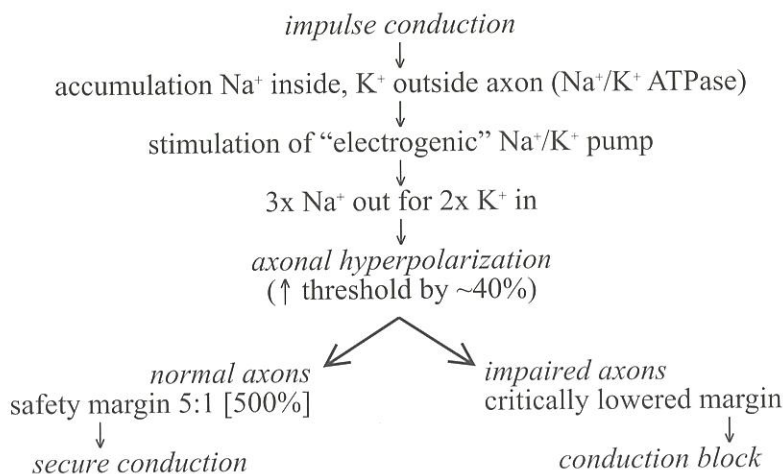 impulse conduction
accumulation Na⁺ inside, K⁺ outside axon (Na⁺/K⁺ ATPase)
stimulation of “electrogenic” Na⁺/K⁺ pump
3x Na⁺ out for 2x K⁺ in
axonal hyperpolarization
(↑ threshold by ~40%)
normal axons
safety margin 5:1 [500%]
secure conduction
impaired axons
critically lowered margin
conduction block